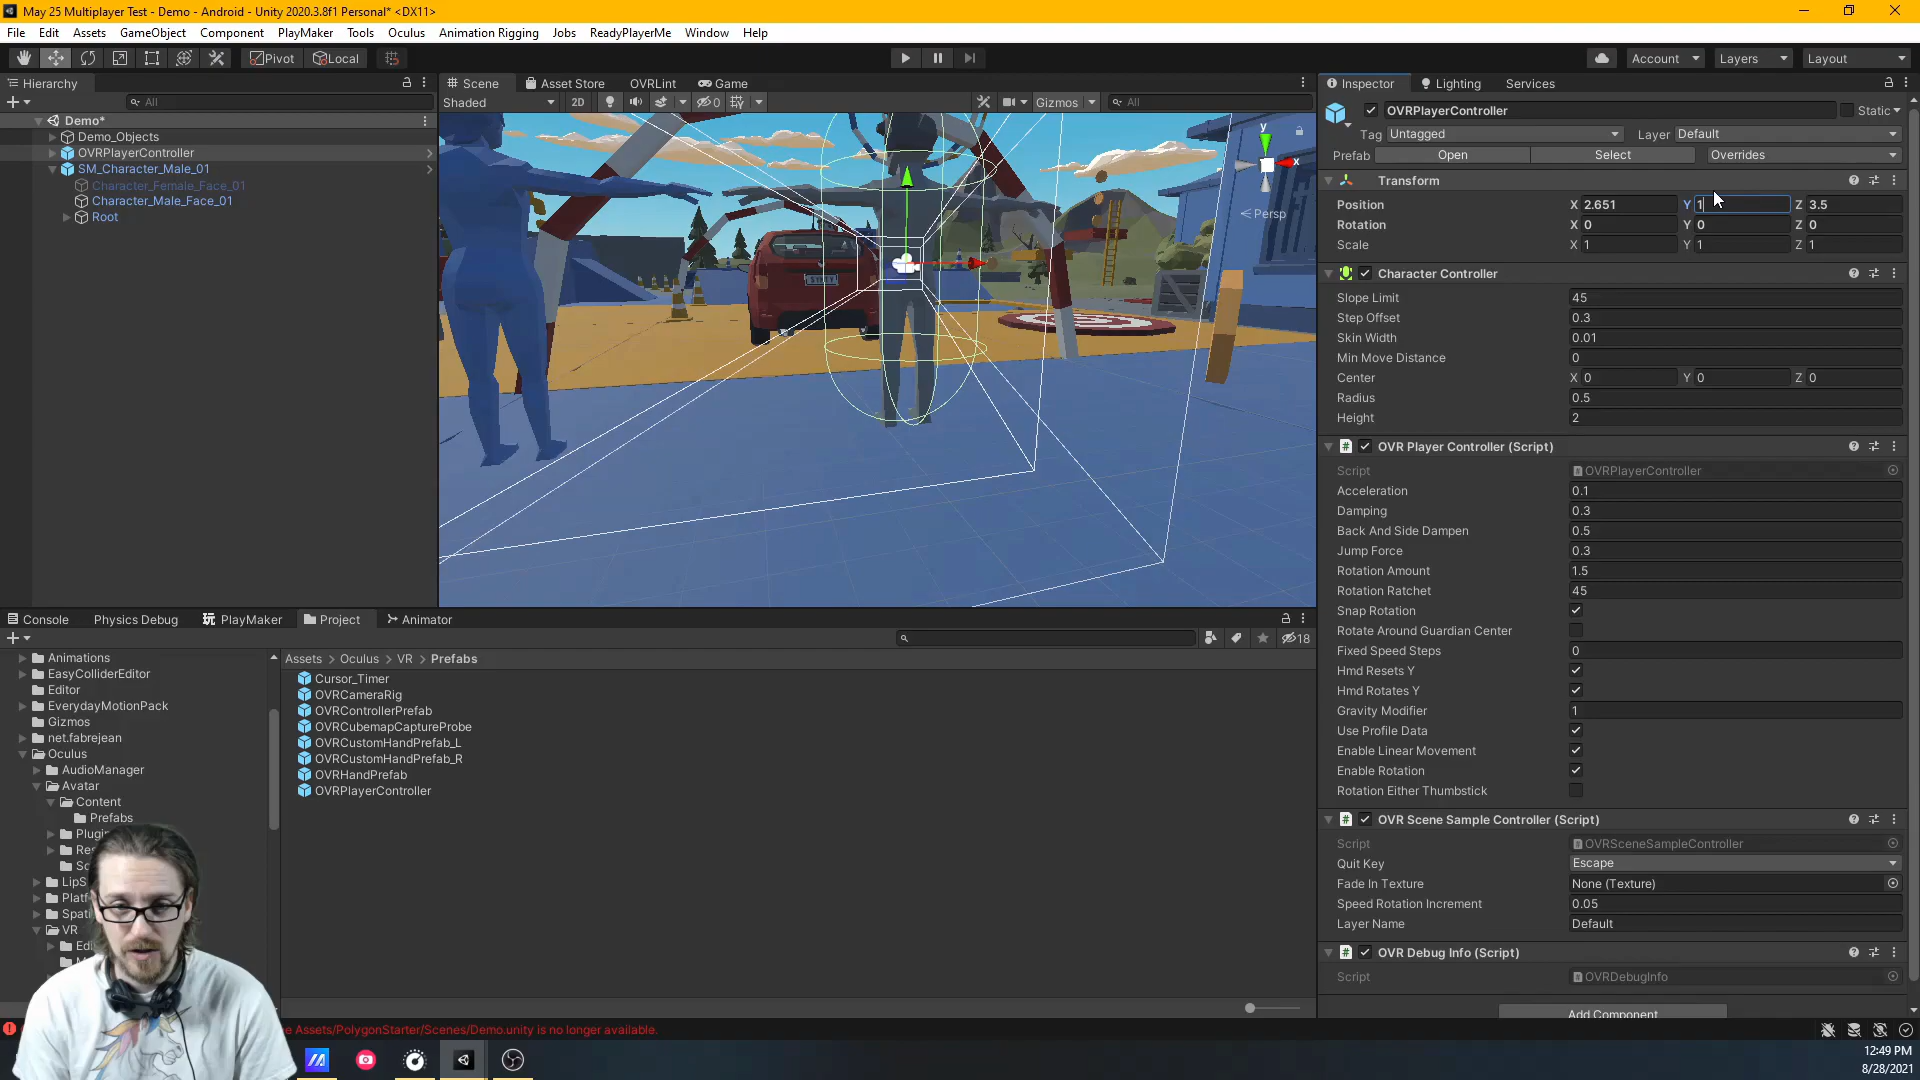 May 25 Multiplayer Test - Demo - Android - Unity 2020.3.8f1 Personal* <DX11>
File Edit Assets GameObject Component PlayMaker Tools Oculus Animation Rigging Jobs ReadyPlayerMe Window Help
Pivot Local Account Layers Layout
Hierarchy
All
Demo*
Demo_Objects
OVRPlayerController
SM_Character_Male_01
Character_Female_Face_01
Character_Male_Face_01
Root
Scene Asset Store OVRLint Game
Shaded 2D 0 Gizmos All
y
x
Persp
Inspector Lighting Services
OVRPlayerController Static
Tag Untagged Layer Default
Prefab Open Select Overrides
Transform
Position X 2.651 Y 1 Z 3.5
Rotation X 0 Y 0 Z 0
Scale X 1 Y 1 Z 1
Character Controller
Slope Limit 45
Step Offset 0.3
Skin Width 0.01
Min Move Distance 0
Center X 0 Y 0 Z 0
Radius 0.5
Height 2
OVR Player Controller (Script)
Script OVRPlayerController
Acceleration 0.1
Damping 0.3
Back And Side Dampen 0.5
Jump Force 0.3
Rotation Amount 1.5
Rotation Ratchet 45
Snap Rotation
Rotate Around Guardian Center
Fixed Speed Steps 0
Hmd Resets Y
Hmd Rotates Y
Gravity Modifier 1
Use Profile Data
Enable Linear Movement
Enable Rotation
Rotation Either Thumbstick
OVR Scene Sample Controller (Script)
Script OVRSceneSampleController
Quit Key Escape
Fade In Texture None (Texture)
Speed Rotation Increment 0.05
Layer Name Default
OVR Debug Info (Script)
Script OVRDebugInfo
Add Component
Console Physics Debug PlayMaker Project Animator
18
Animations
EasyColliderEditor
Editor
EverydayMotionPack
Gizmos
net.fabrejean
Oculus
AudioManager
Avatar
Content
Prefabs
Plugin
Res
Sc
LipS
Platf
Spati
VR
Edi
Assets > Oculus > VR > Prefabs
Cursor_Timer
OVRCameraRig
OVRControllerPrefab
OVRCubemapCaptureProbe
OVRCustomHandPrefab_L
OVRCustomHandPrefab_R
OVRHandPrefab
OVRPlayerController
e Assets/PolygonStarter/Scenes/Demo.unity is no longer available.
12:49 PM
8/28/2021